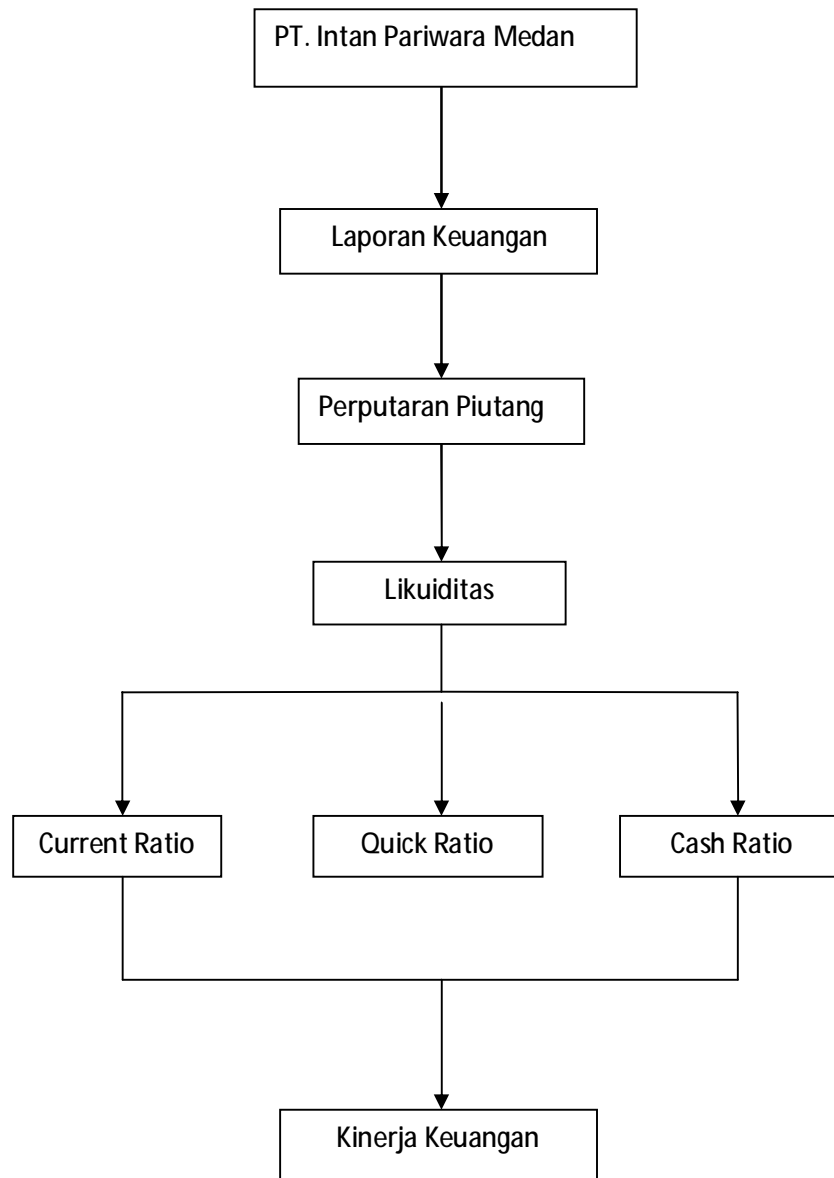 PT. Intan Pariwara Medan
Laporan Keuangan
Perputaran Piutang
Likuiditas
Current Ratio
Quick Ratio
Cash Ratio
Kinerja Keuangan